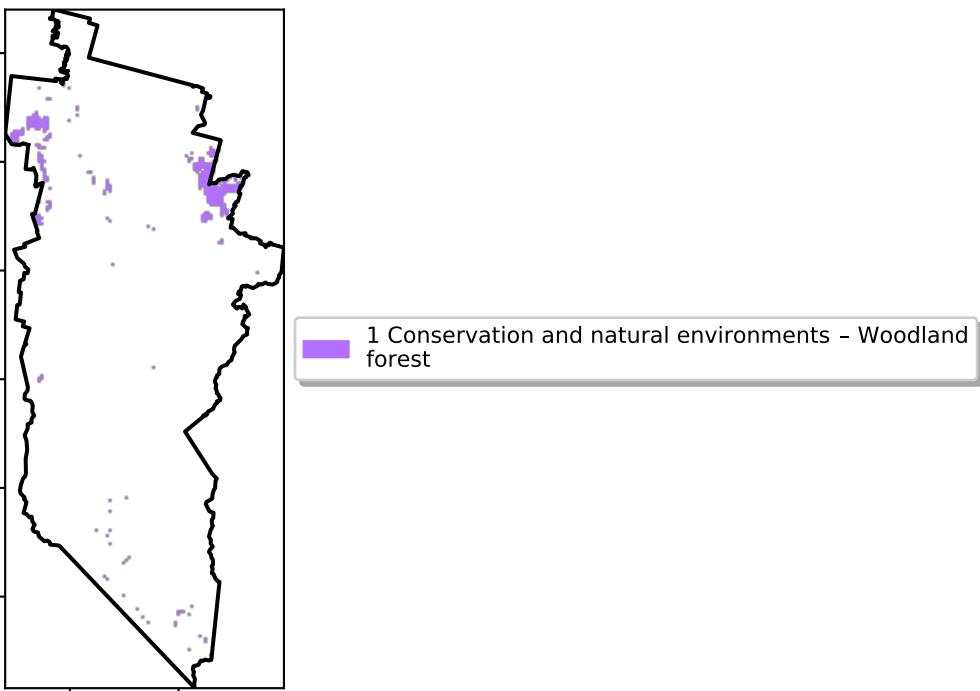 1 Conservation and natural environments – Woodland
forest